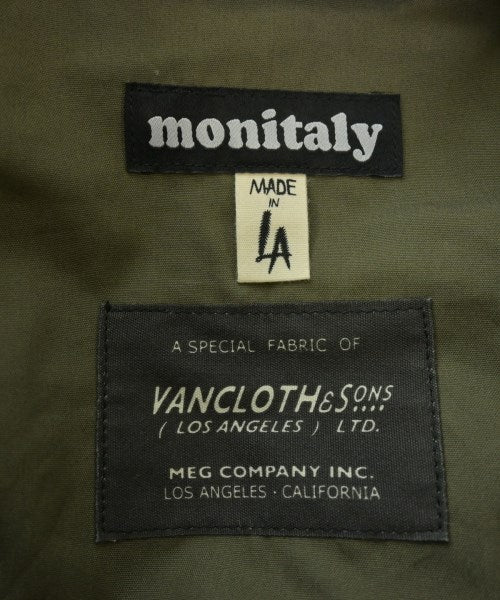 monitaly
MADE
IN
LA
A SPECIAL FABRIC OF
VANCLOTH&SONS....
( LOS ANGELES ) LTD.
MEG COMPANY INC.
LOS ANGELES · CALIFORNIA